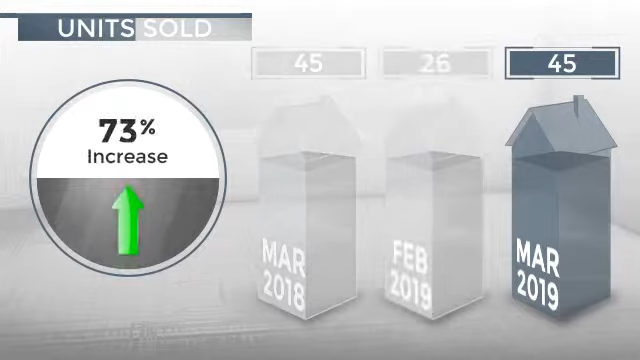 UNITS SOLD
73%
Increase
45
26
45
MAR
2018
FEB
2019
MAR
2019